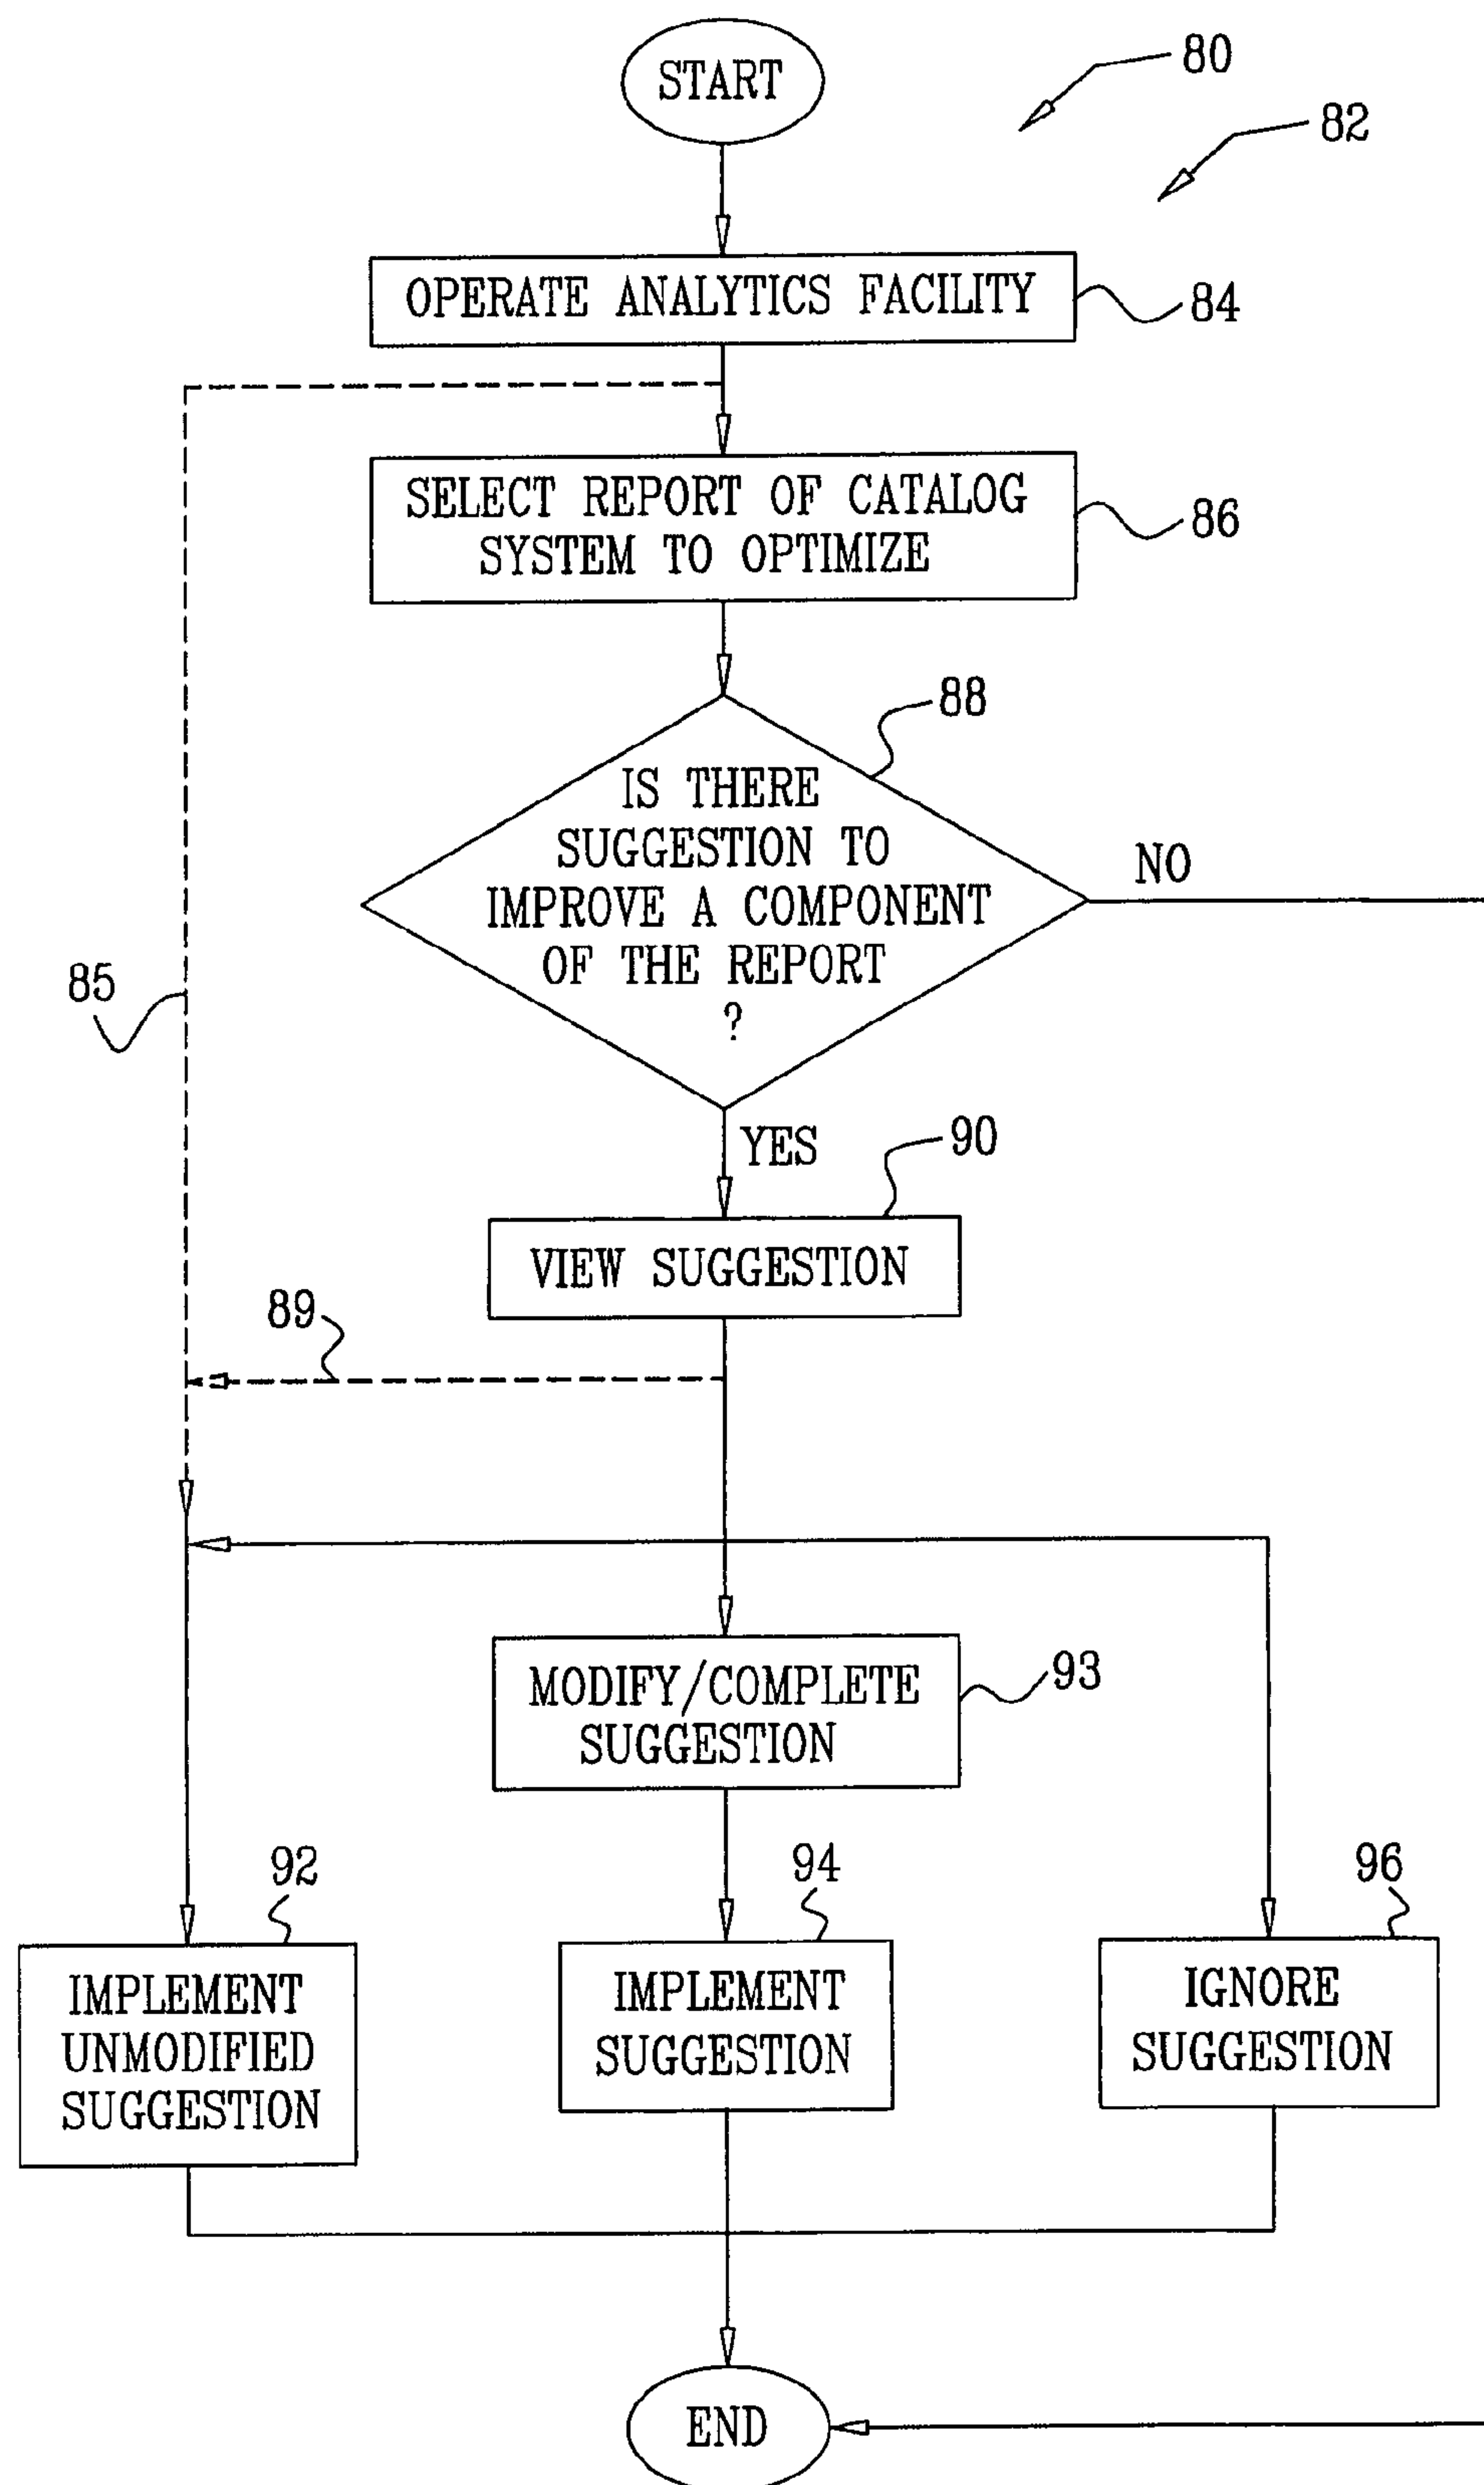 START
80
82
OPERATE ANALYTICS FACILITY
84
SELECT REPORT OF CATALOG
SYSTEM TO OPTIMIZE
86
88
IS THERE
SUGGESTION TO
IMPROVE A COMPONENT
OF THE REPORT
?
NO
85
YES
90
VIEW SUGGESTION
89
MODIFY/COMPLETE
SUGGESTION
93
92
94
96
IMPLEMENT
UNMODIFIED
SUGGESTION
IMPLEMENT
SUGGESTION
IGNORE
SUGGESTION
END